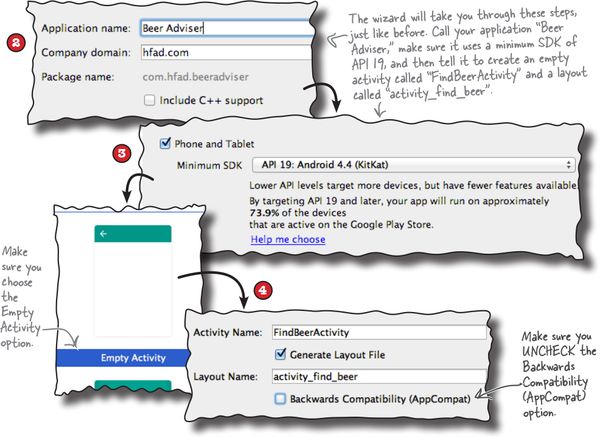 2
Application name: Beer Adviser
Company domain: hfad.com
Package name: com.hfad.beeradviser
Include C++ support
The wizard will take you through these steps,
just like before. Call your application “Beer
Adviser,” make sure it uses a minimum SDK of
API 19, and then tell it to create an empty
activity called “FindBeerActivity” and a layout
called “activity_find_beer”.
3
Phone and Tablet
Minimum SDK API 19: Android 4.4 (KitKat)
Lower API levels target more devices, but have fewer features available
By targeting API 19 and later, your app will run on approximately
73.9% of the devices
that are active on the Google Play Store.
Help me choose
Make
sure you
choose
the
Empty
Activity
option.
Empty Activity
4
Activity Name: FindBeerActivity
Generate Layout File
Layout Name: activity_find_beer
Backwards Compatibility (AppCompat)
Make sure you
UNCHECK the
Backwards
Compatibility
(AppCompat)
option.